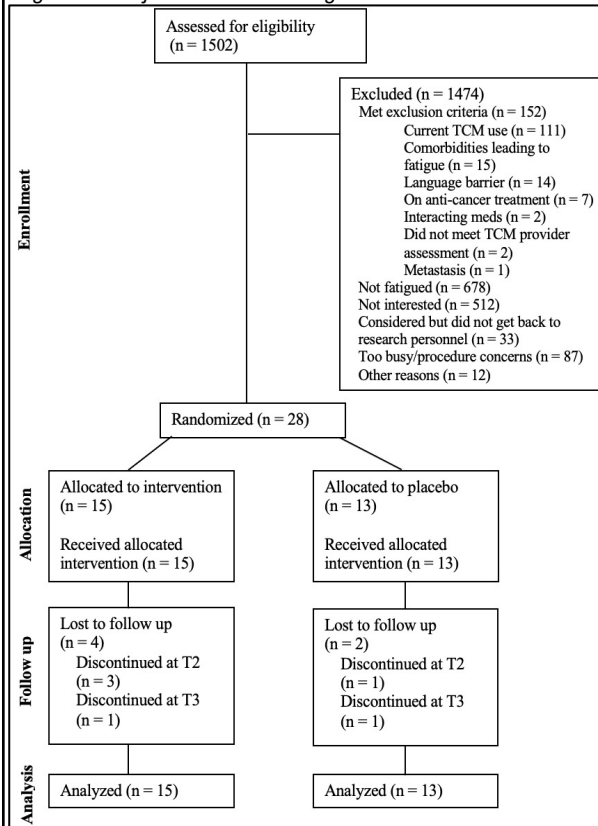 Assessed for eligibility
(n = 1502)
Excluded (n = 1474)
Met exclusion criteria (n = 152)
Current TCM use (n = 111)
Comorbidities leading to
fatigue (n = 15)
Language barrier (n = 14)
On anti-cancer treatment (n = 7)
Interacting meds (n = 2)
Did not meet TCM provider
assessment (n = 2)
Metastasis (n = 1)
Not fatigued (n = 678)
Not interested (n = 512)
Considered but did not get back to
research personnel (n = 33)
Too busy/procedure concerns (n = 87)
Other reasons (n = 12)
Enrollment
Randomized (n = 28)
Allocation
Allocated to intervention
(n = 15)
Received allocated
intervention (n = 15)
Allocated to placebo
(n = 13)
Received allocated
intervention (n = 13)
Follow up
Lost to follow up
(n = 4)
Discontinued at T2
(n = 3)
Discontinued at T3
(n = 1)
Lost to follow up
(n = 2)
Discontinued at T2
(n = 1)
Discontinued at T3
(n = 1)
Analysis
Analyzed (n = 15)
Analyzed (n = 13)